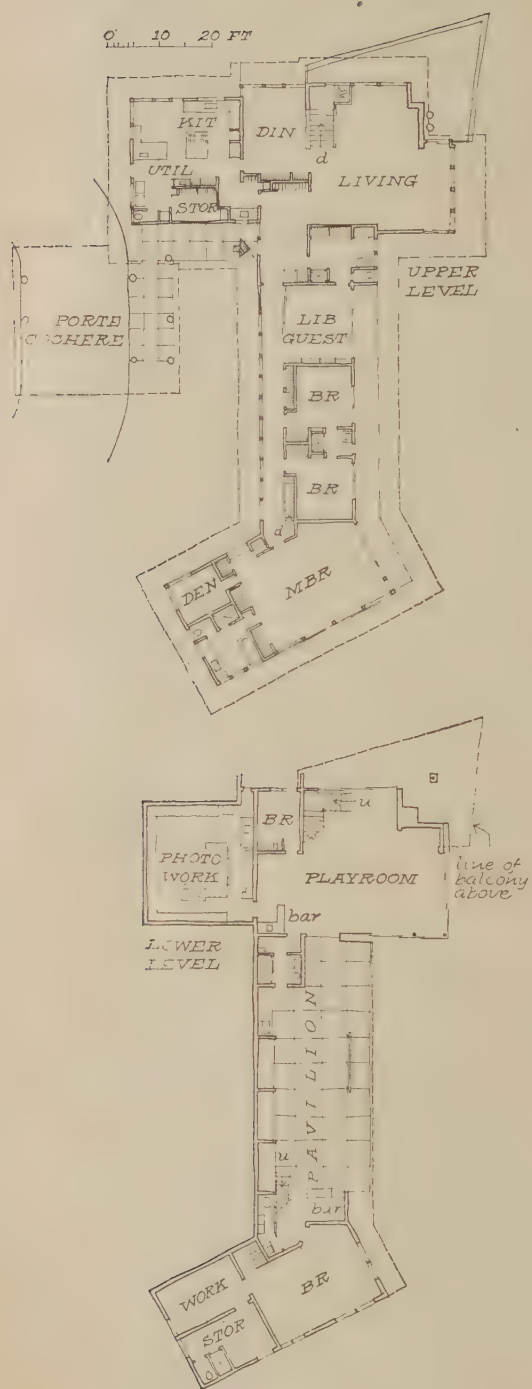 0 10 20 FT
KIT
DIN
d
UTIL
LIVING
STOR
UPPER
LEVEL
PORTE
COCHERE
LIB
GUEST
BR
BR
d
DEN
MBR
u
BR
PHOTO
WORK
PLAYROOM
line of
balcony
above
bar
LOWER
LEVEL
PAVILION
u
bar
WORK
BR
STOR